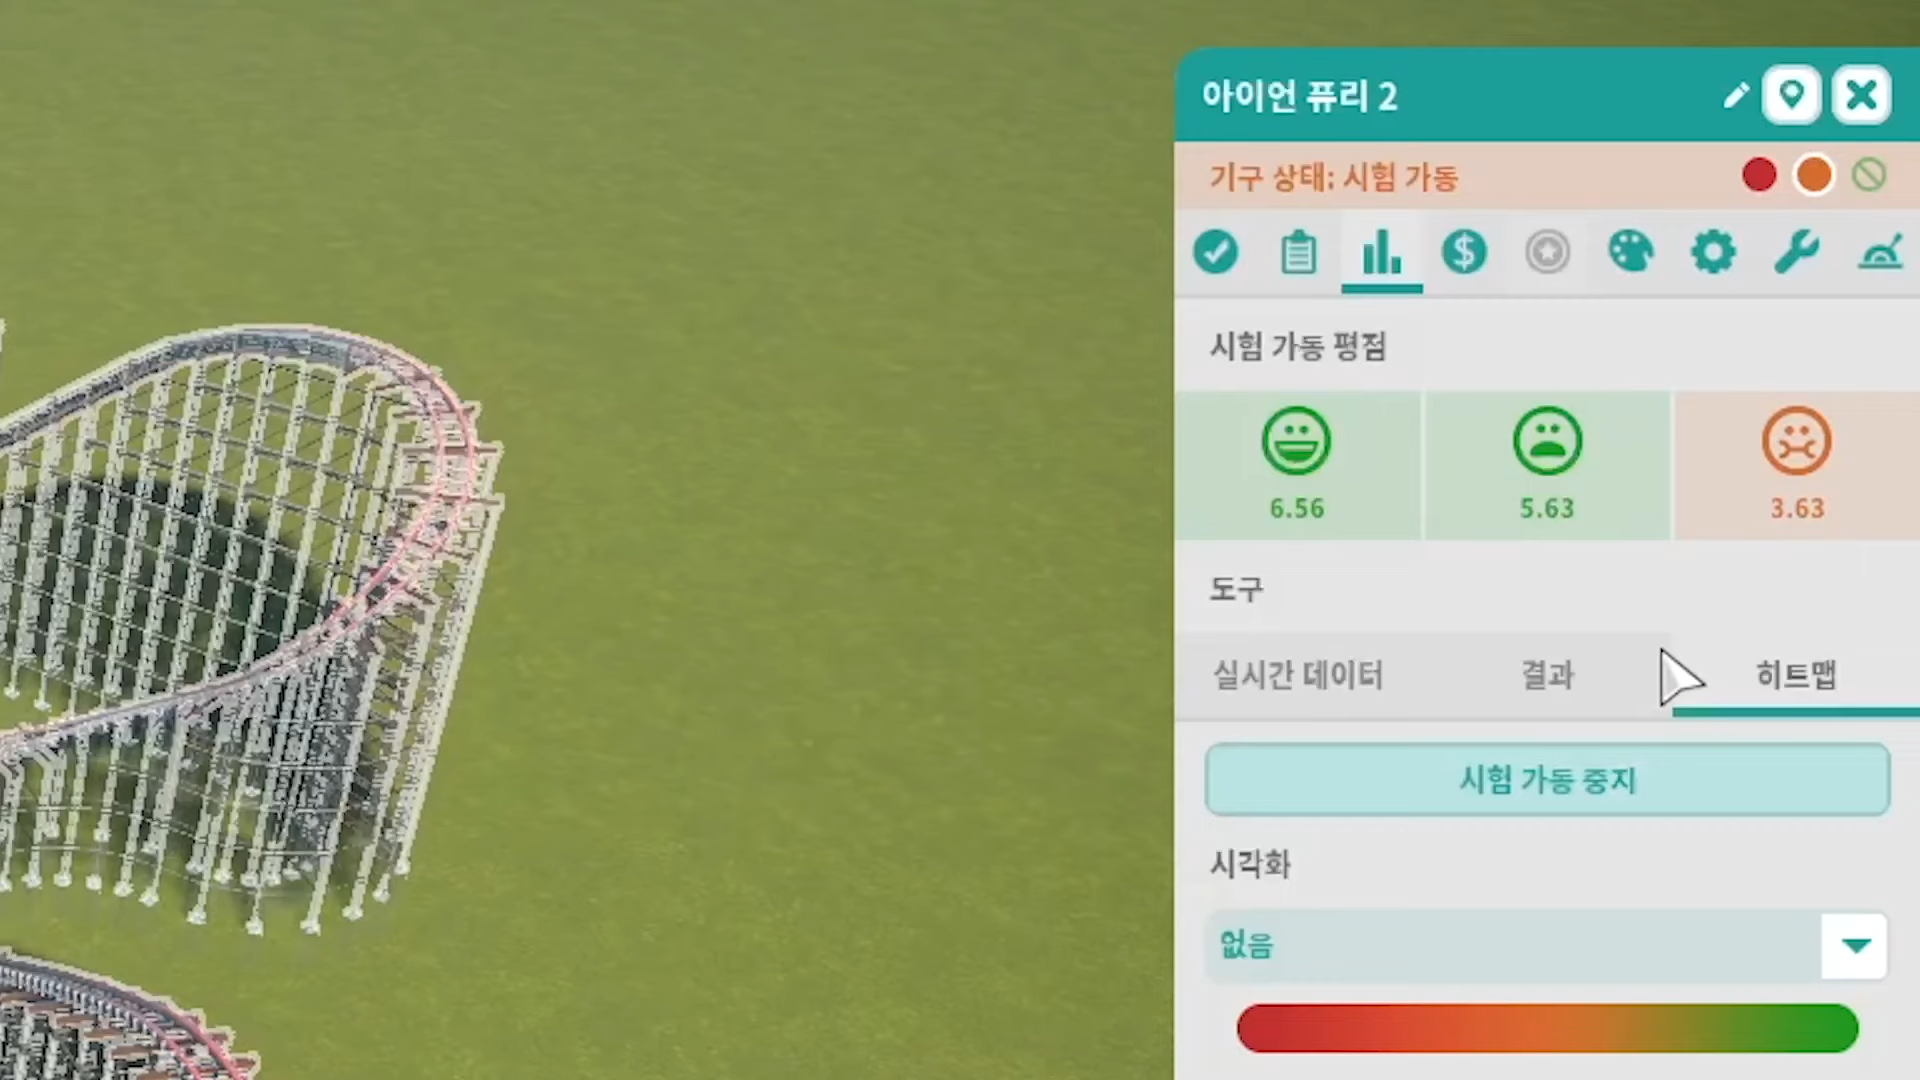 아이언 퓨리 2
기구 상태: 시험 가동
시험 가동 평점
6.56 5.63 3.63
도구
실시간 데이터 결과 히트맵
시험 가동 중지
시각화
없음